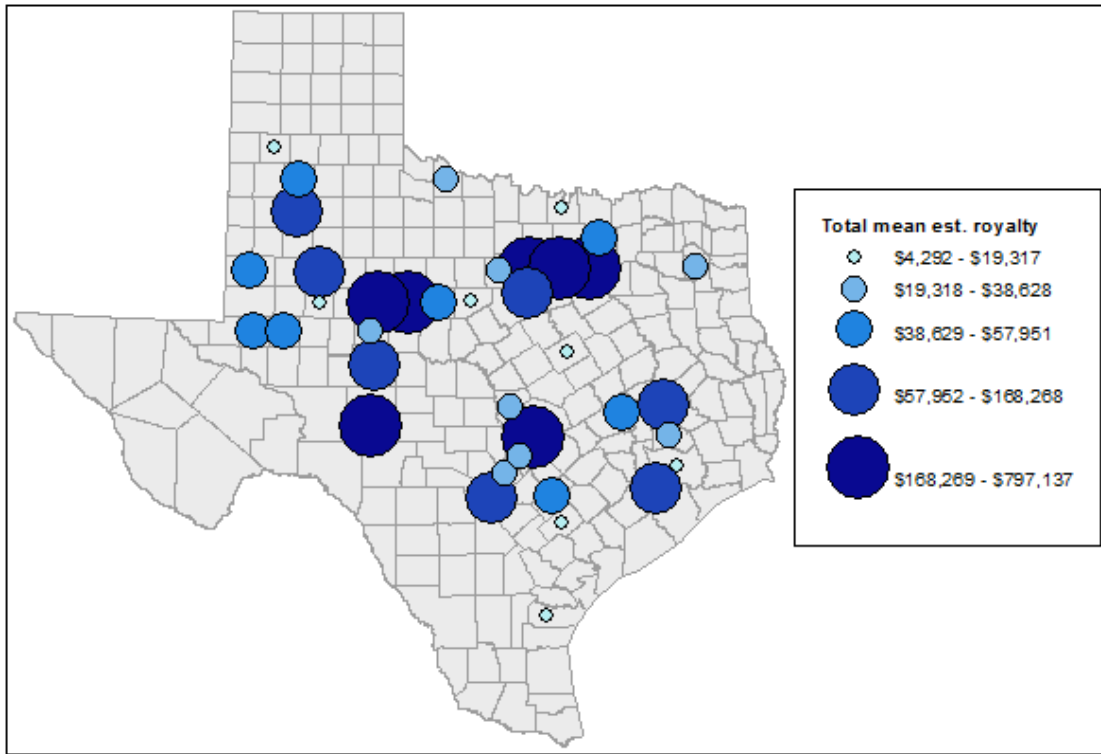 Total mean est. royalty
$4,292 - $19,317
$19,318 - $38,628
$38,629 - $57,951
$57,952 - $168,268
$168,269 - $797,137